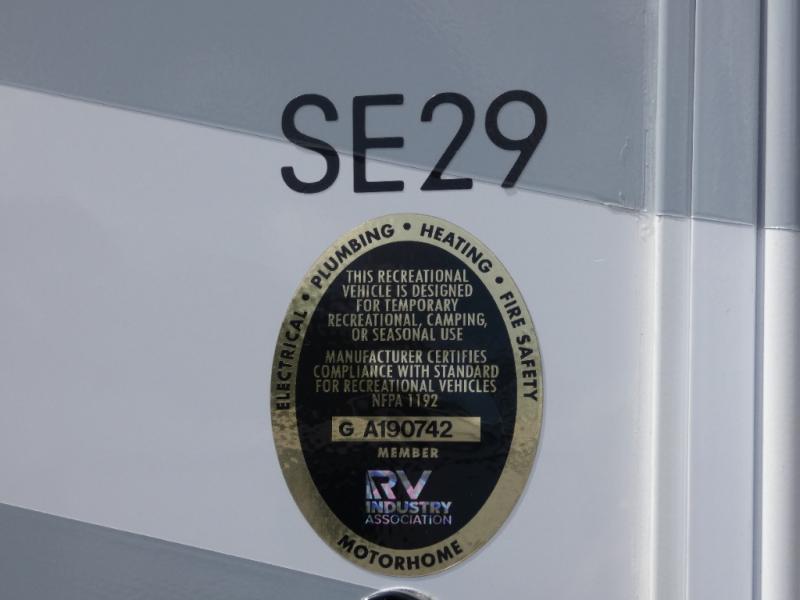 SE29
ELECTRICAL • PLUMBING • HEATING • FIRE SAFETY
THIS RECREATIONAL
VEHICLE IS DESIGNED
FOR TEMPORARY
RECREATIONAL, CAMPING,
OR SEASONAL USE
MANUFACTURER CERTIFIES
COMPLIANCE WITH STANDARD
FOR RECREATIONAL VEHICLES
NFPA 1192
G A190742
MEMBER
RV
INDUSTRY
ASSOCIATION
MOTORHOME